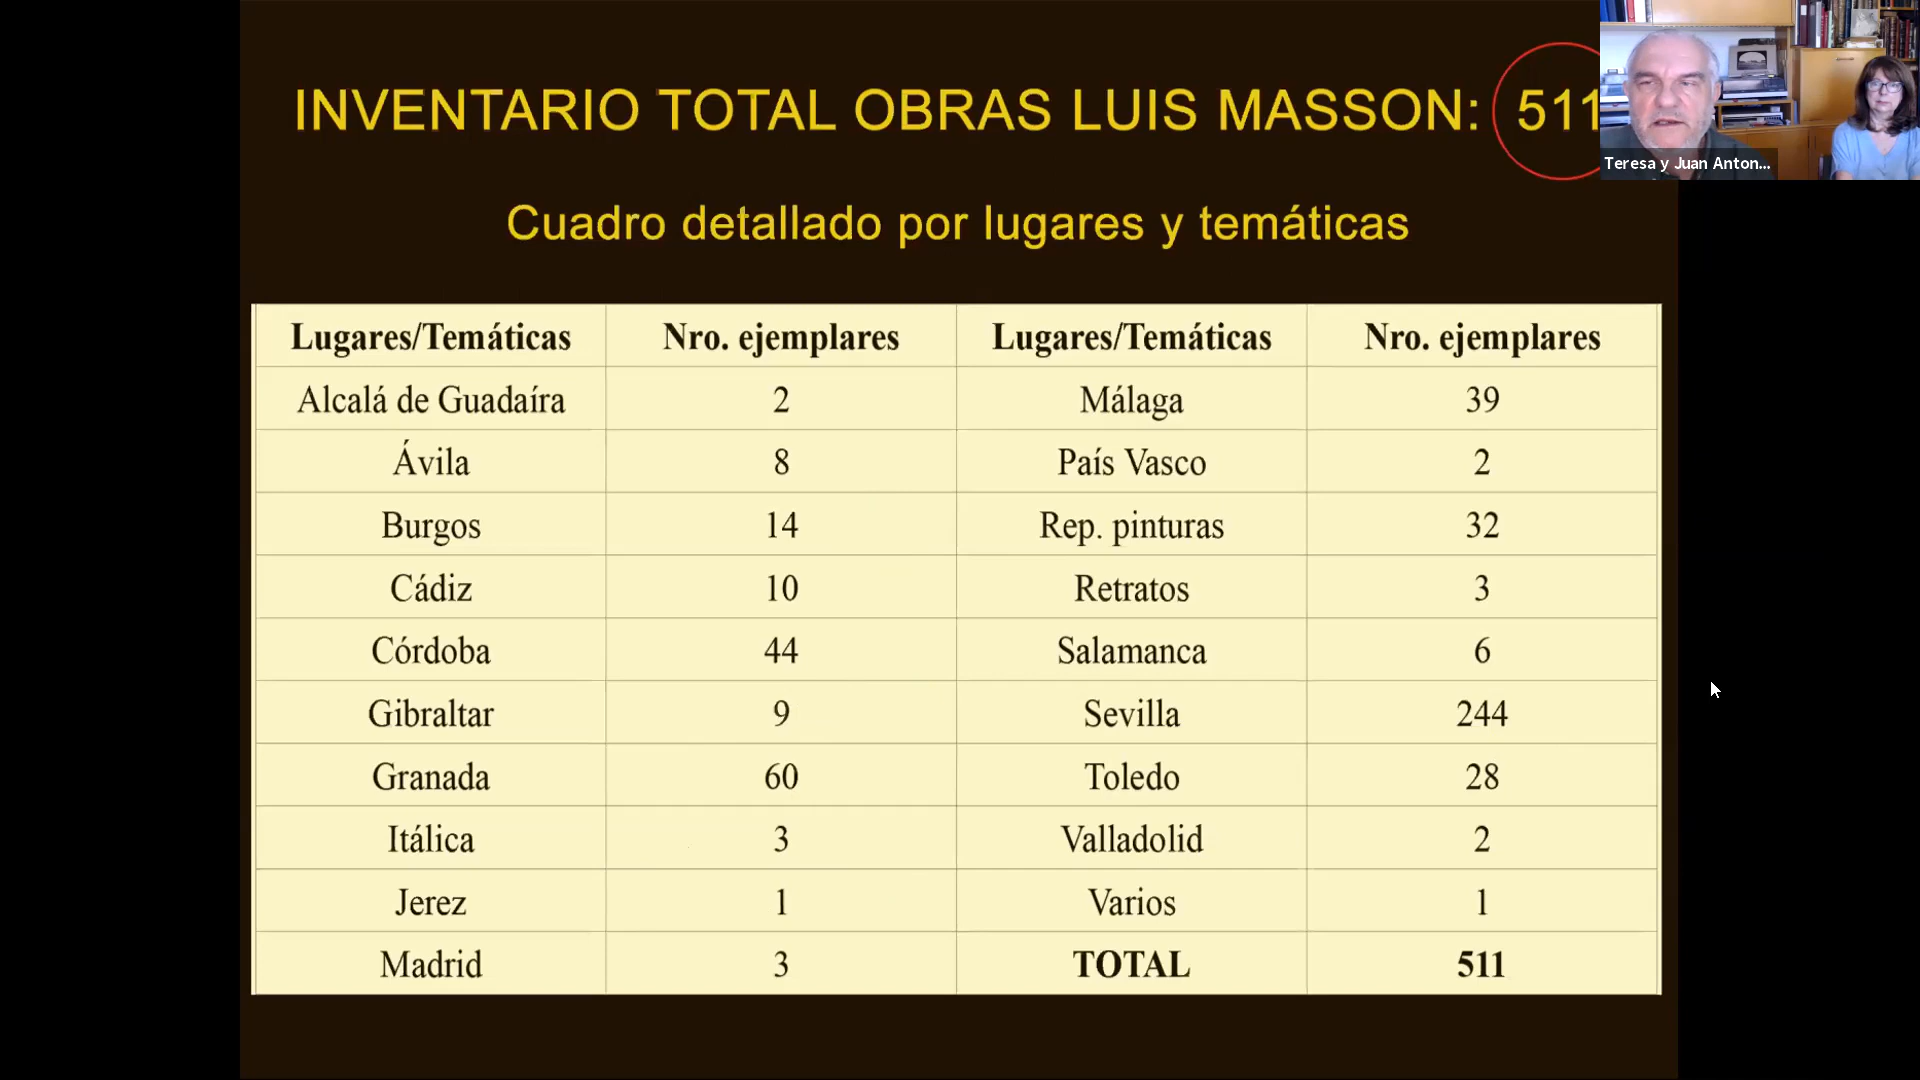 INVENTARIO TOTAL OBRAS LUIS MASSON: 511
Teresa y Juan Anton...
Cuadro detallado por lugares y temáticas
Lugares/Temáticas Nro. ejemplares Lugares/Temáticas Nro. ejemplares
Alcalá de Guadaíra 2 Málaga 39
Ávila 8 País Vasco 2
Burgos 14 Rep. pinturas 32
Cádiz 10 Retratos 3
Córdoba 44 Salamanca 6
Gibraltar 9 Sevilla 244
Granada 60 Toledo 28
Itálica 3 Valladolid 2
Jerez 1 Varios 1
Madrid 3 TOTAL 511